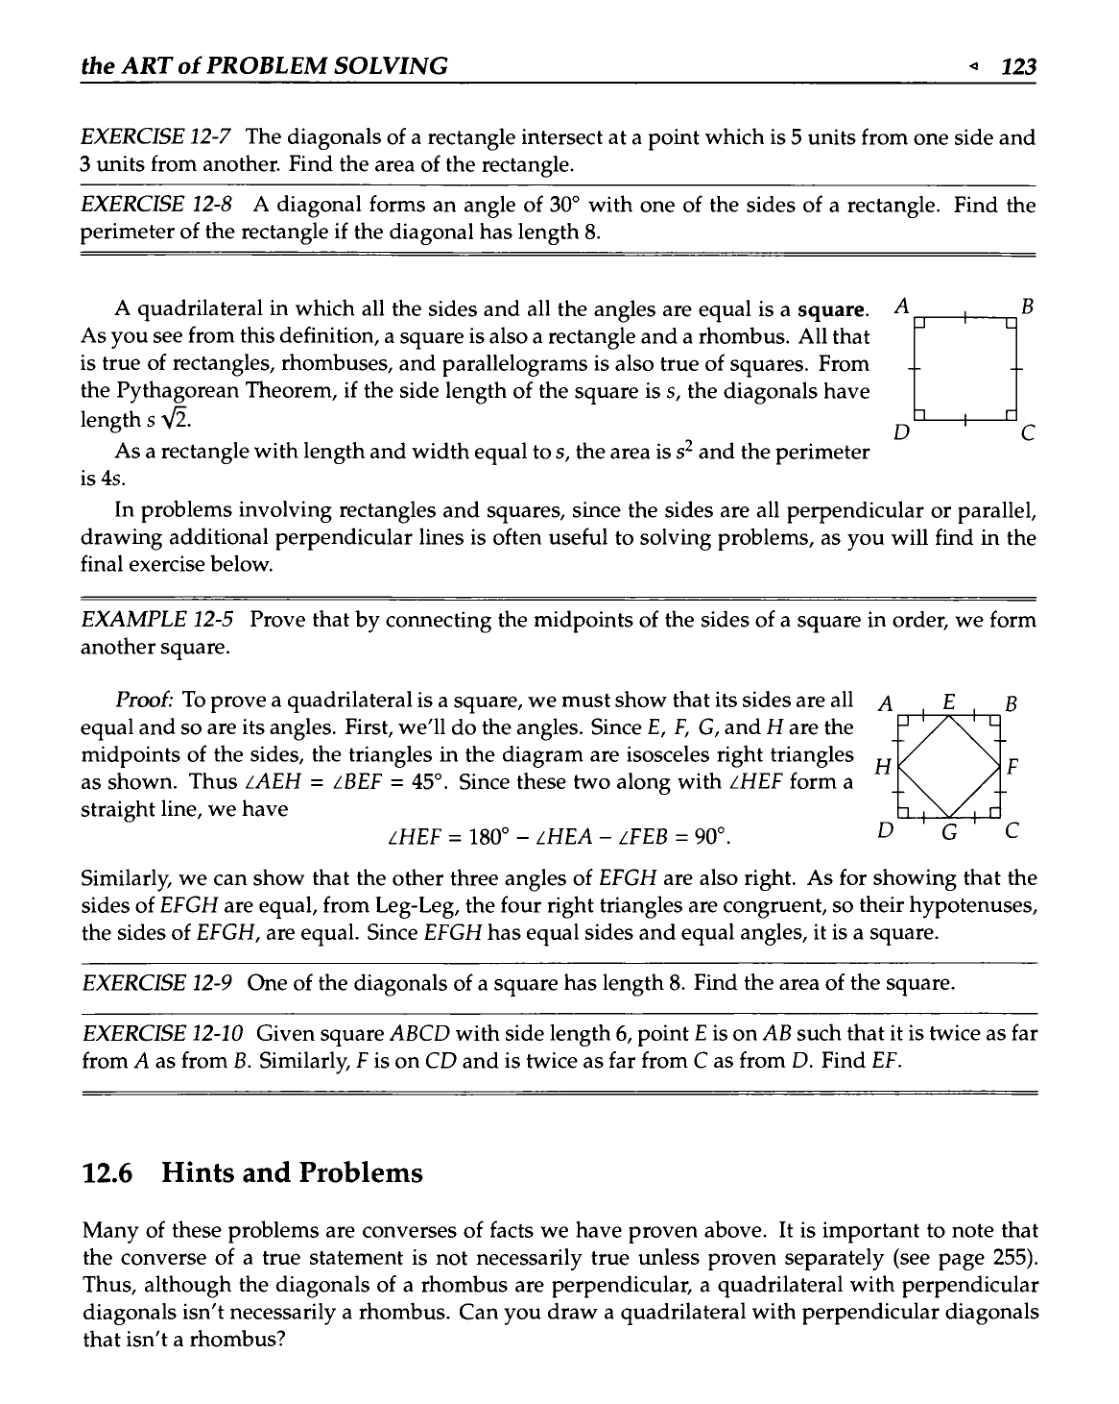 the ART of PROBLEM SOLVING ◃ 123
EXERCISE 12-7 The diagonals of a rectangle intersect at a point which is 5 units from one side and
3 units from another. Find the area of the rectangle.
EXERCISE 12-8 A diagonal forms an angle of 30° with one of the sides of a rectangle. Find the
perimeter of the rectangle if the diagonal has length 8.
A quadrilateral in which all the sides and all the angles are equal is a square.
As you see from this definition, a square is also a rectangle and a rhombus. All that
is true of rectangles, rhombuses, and parallelograms is also true of squares. From
the Pythagorean Theorem, if the side length of the square is s, the diagonals have
length s √2.
As a rectangle with length and width equal to s, the area is s² and the perimeter
is 4s.
A B
D C
In problems involving rectangles and squares, since the sides are all perpendicular or parallel,
drawing additional perpendicular lines is often useful to solving problems, as you will find in the
final exercise below.
EXAMPLE 12-5 Prove that by connecting the midpoints of the sides of a square in order, we form
another square.
Proof: To prove a quadrilateral is a square, we must show that its sides are all
equal and so are its angles. First, we'll do the angles. Since E, F, G, and H are the
midpoints of the sides, the triangles in the diagram are isosceles right triangles
as shown. Thus ∠AEH = ∠BEF = 45°. Since these two along with ∠HEF form a
straight line, we have
∠HEF = 180° − ∠HEA − ∠FEB = 90°.
A E B
H F
D G C
Similarly, we can show that the other three angles of EFGH are also right. As for showing that the
sides of EFGH are equal, from Leg-Leg, the four right triangles are congruent, so their hypotenuses,
the sides of EFGH, are equal. Since EFGH has equal sides and equal angles, it is a square.
EXERCISE 12-9 One of the diagonals of a square has length 8. Find the area of the square.
EXERCISE 12-10 Given square ABCD with side length 6, point E is on AB such that it is twice as far
from A as from B. Similarly, F is on CD and is twice as far from C as from D. Find EF.
12.6 Hints and Problems
Many of these problems are converses of facts we have proven above. It is important to note that
the converse of a true statement is not necessarily true unless proven separately (see page 255).
Thus, although the diagonals of a rhombus are perpendicular, a quadrilateral with perpendicular
diagonals isn't necessarily a rhombus. Can you draw a quadrilateral with perpendicular diagonals
that isn't a rhombus?